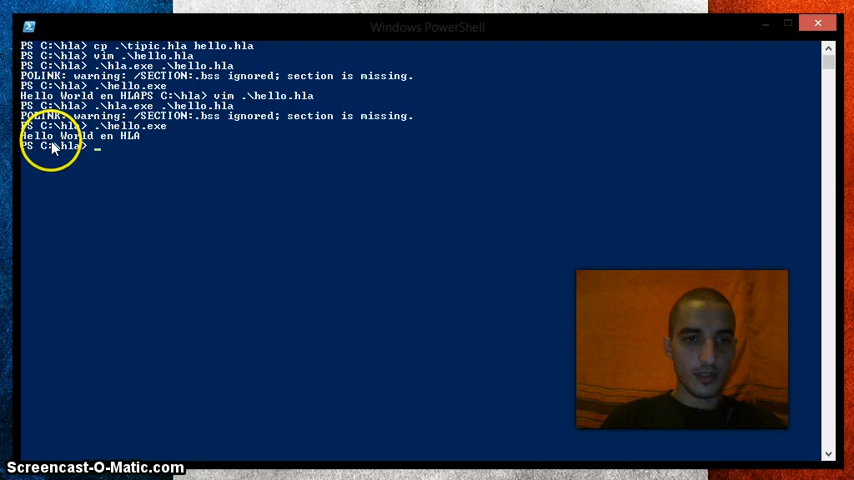 Windows PowerShell
PS C:\hla> cp .\tipic.hla hello.hla
PS C:\hla> vim .\hello.hla
PS C:\hla> .\hla.exe .\hello.hla
POLINK: warning: /SECTION:.bss ignored; section is missing.
PS C:\hla> .\hello.exe
Hello World en HLAPS C:\hla> vim .\hello.hla
PS C:\hla> .\hla.exe .\hello.hla
POLINK: warning: /SECTION:.bss ignored; section is missing.
PS C:\hla> .\hello.exe
Hello World en HLA
PS C:\hla>
Screencast-O-Matic.com